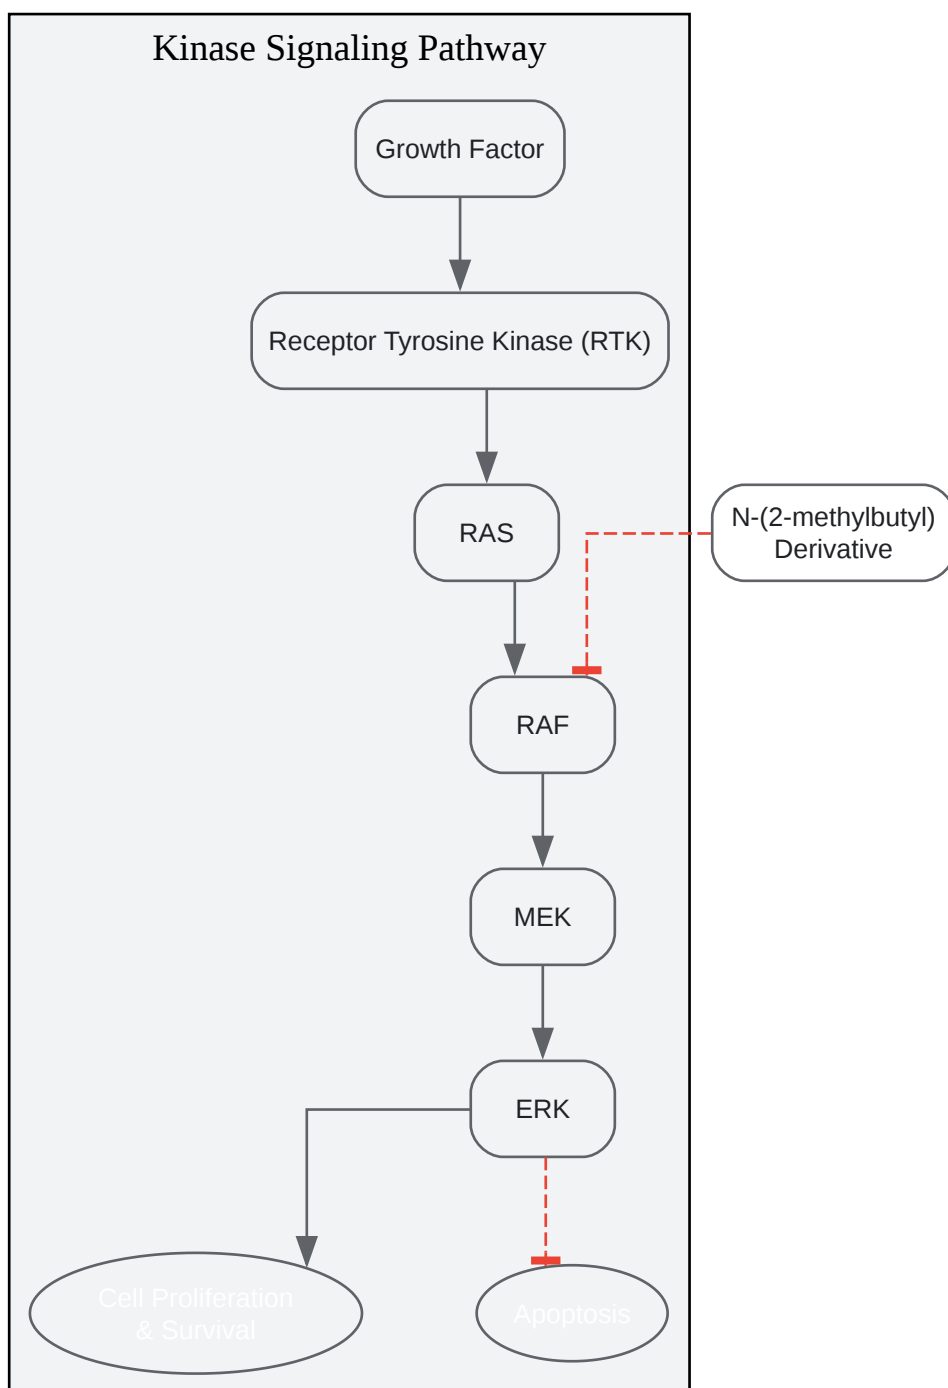 Kinase Signaling Pathway
Growth Factor
Receptor Tyrosine Kinase (RTK)
RAS
N-(2-methylbutyl)
Derivative
RAF
MEK
ERK
Cell Proliferation
& Survival
Apoptosis